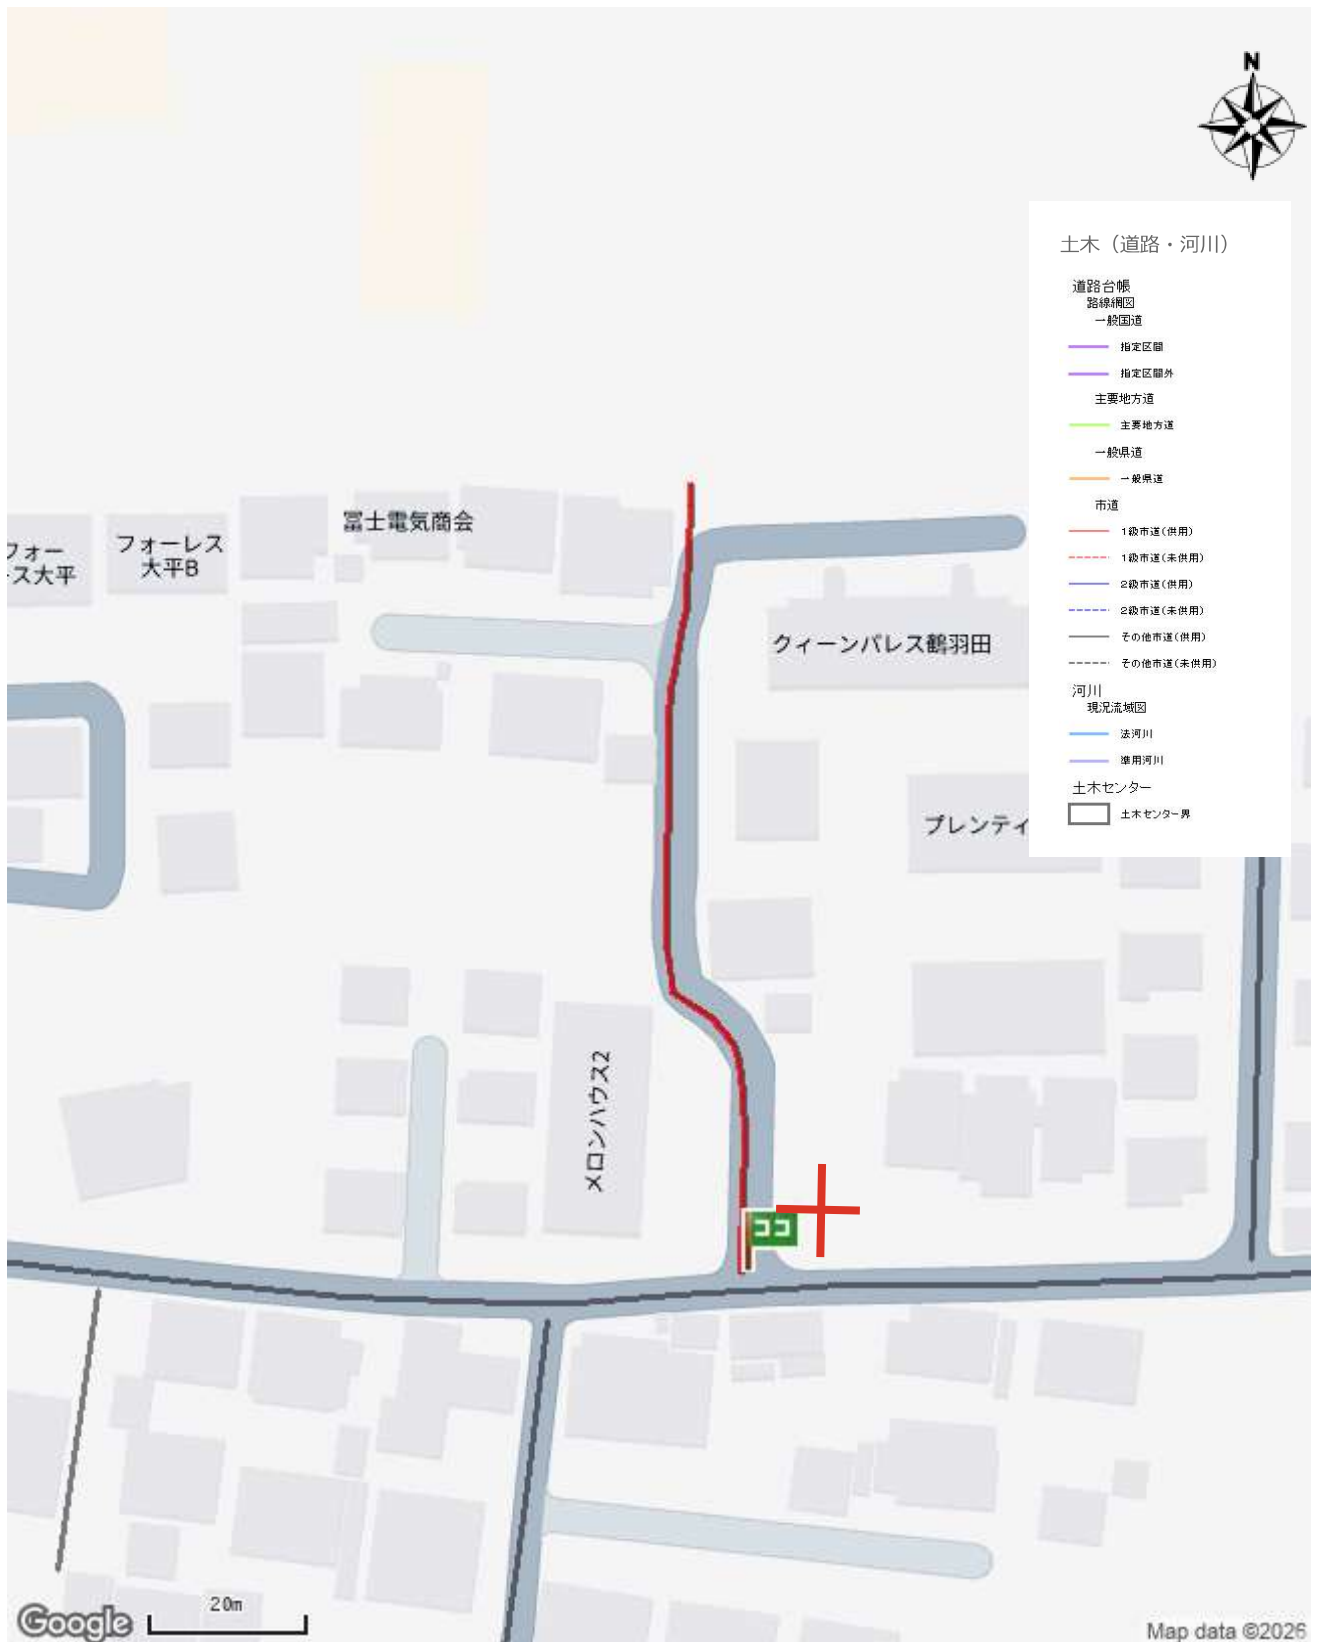 N
土木（道路・河川）
道路台帳
路線網図
一般国道
指定区間
指定区間外
主要地方道
主要地方道
一般県道
一般県道
市道
1級市道(供用)
1級市道(未供用)
2級市道(供用)
2級市道(未供用)
その他市道(供用)
その他市道(未供用)
河川
現況流域図
法河川
準用河川
土木センター
土木センター界
冨士電気商会
フォー
ス大平
フォーレス
大平B
クィーンパレス鶴羽田
プレンティ
メロンハウス2
ココ
Google
20m
Map data ©2026